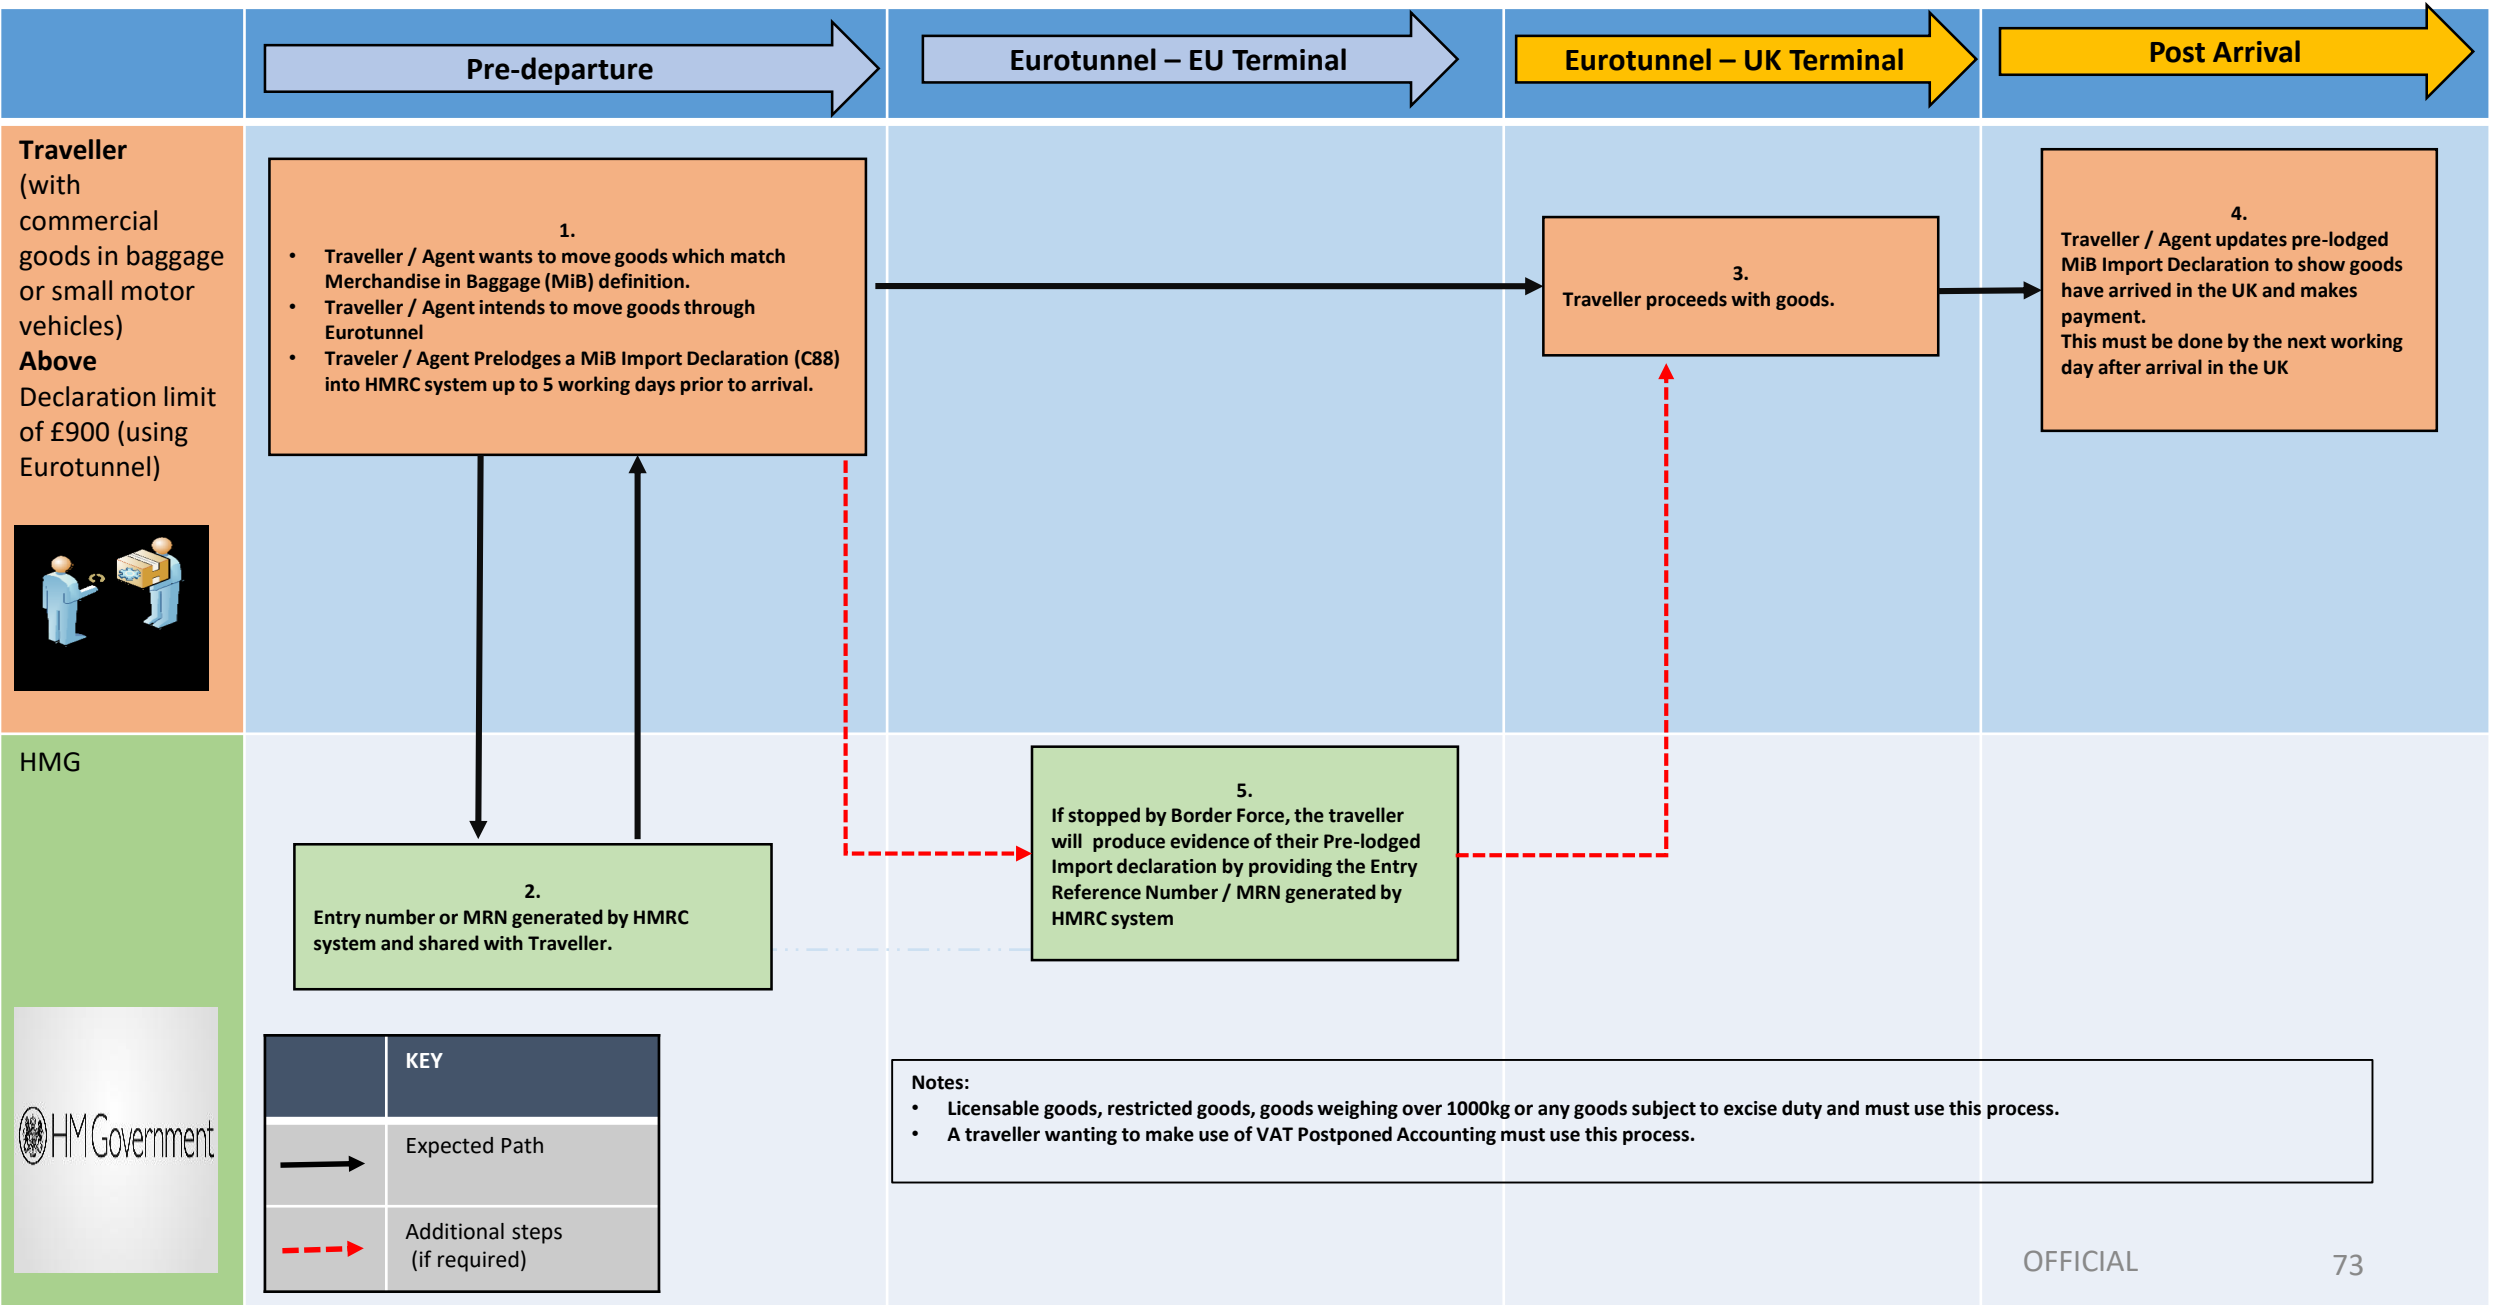 Pre-departure
Eurotunnel – EU Terminal
Eurotunnel – UK Terminal
Post Arrival
Traveller
(with
commercial
goods in baggage
or small motor
vehicles)
Above
Declaration limit
of £900 (using
Eurotunnel)
1.
• Traveller / Agent wants to move goods which match
Merchandise in Baggage (MiB) definition.
• Traveller / Agent intends to move goods through
Eurotunnel
• Traveler / Agent Prelodges a MiB Import Declaration (C88)
into HMRC system up to 5 working days prior to arrival.
3.
Traveller proceeds with goods.
4.
Traveller / Agent updates pre-lodged
MiB Import Declaration to show goods
have arrived in the UK and makes
payment.
This must be done by the next working
day after arrival in the UK
HMG
2.
Entry number or MRN generated by HMRC
system and shared with Traveller.
5.
If stopped by Border Force, the traveller
will produce evidence of their Pre-lodged
Import declaration by providing the Entry
Reference Number / MRN generated by
HMRC system
HM Government
KEY
Expected Path
Additional steps
(if required)
Notes:
• Licensable goods, restricted goods, goods weighing over 1000kg or any goods subject to excise duty and must use this process.
• A traveller wanting to make use of VAT Postponed Accounting must use this process.
OFFICIAL
73